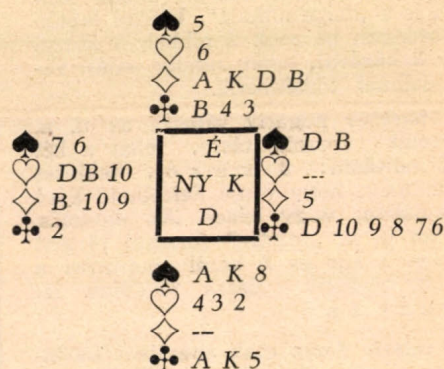 ♠ 5
♡ 6
♢ A K D B
♣ B 4 3
♠ 7 6
♡ D B 10
♢ B 10 9
♣ 2
É
NY K
D
♠ D B
♡ ---
♢ 5
♣ D 10 9 8 7 6
♠ A K 8
♡ 4 3 2
♢ --
♣ A K 5